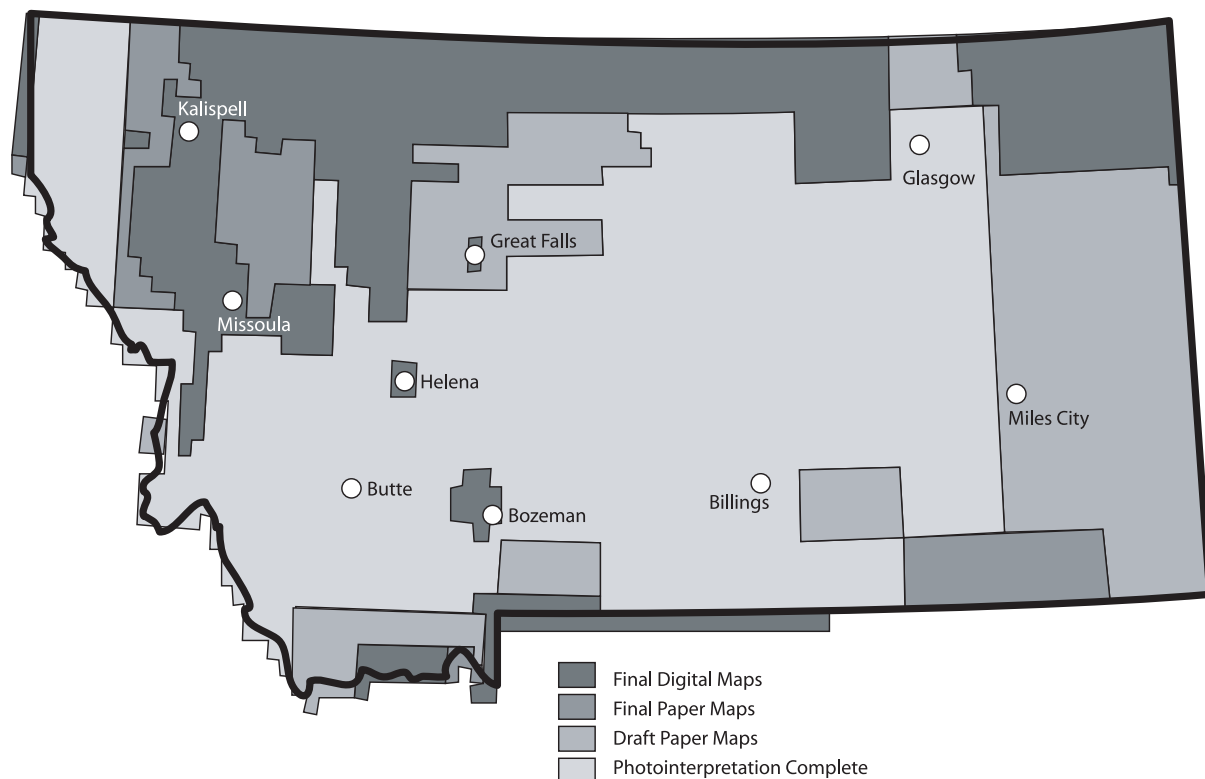 Kalispell
Glasgow
Great Falls
Missoula
Helena
Miles City
Butte
Billings
Bozeman
Final Digital Maps
Final Paper Maps
Draft Paper Maps
Photointerpretation Complete